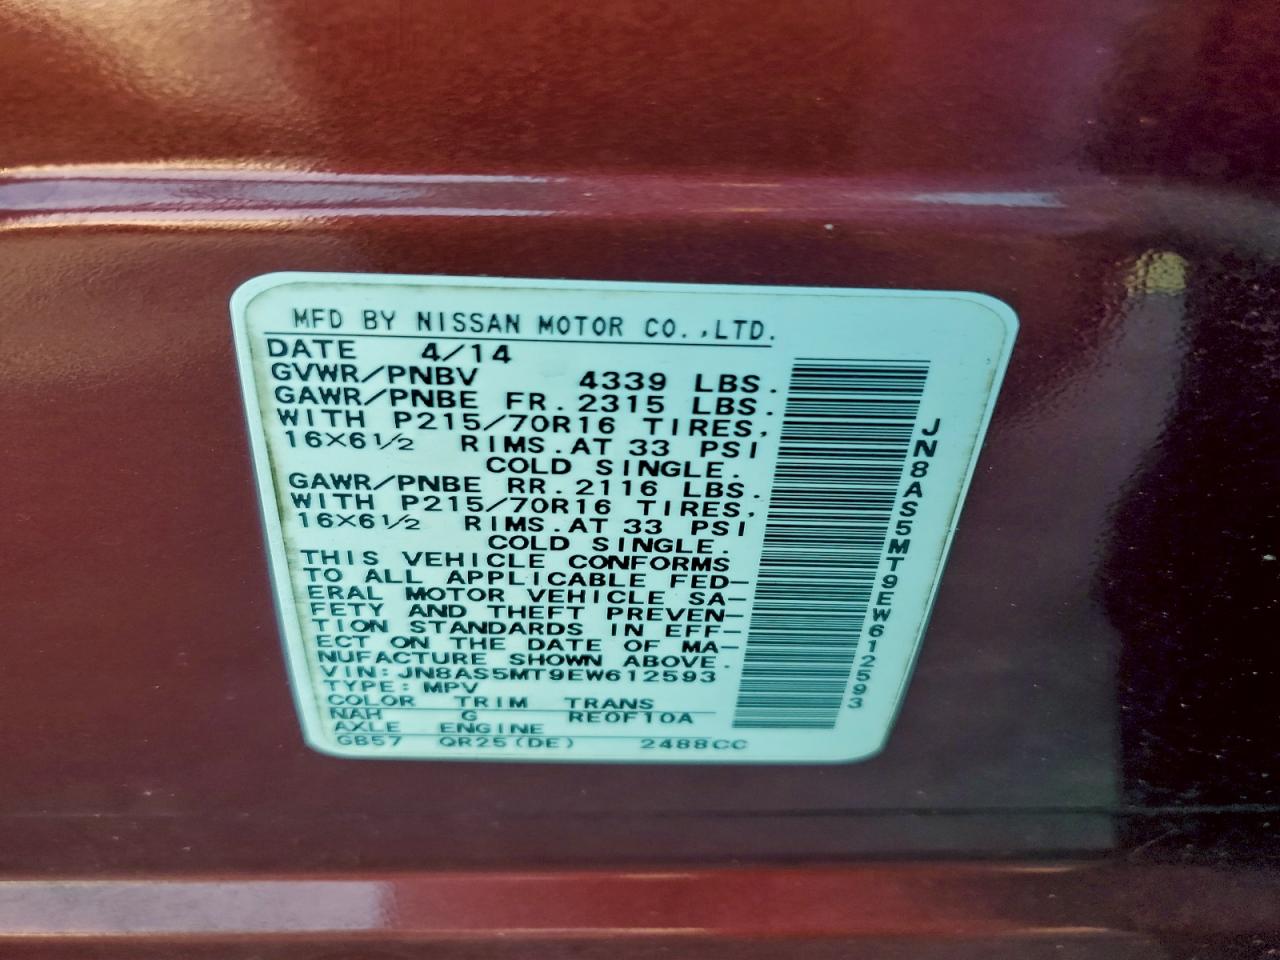 MFD BY NISSAN MOTOR CO.,LTD.
DATE 4/14
GVWR/PNBV 4339 LBS.
GAWR/PNBE FR. 2315 LBS.
WITH P215/70R16 TIRES,
16X6 1/2 RIMS.AT 33 PSI
COLD SINGLE.
GAWR/PNBE RR. 2116 LBS.
WITH P215/70R16 TIRES,
16X6 1/2 RIMS.AT 33 PSI
COLD SINGLE.
THIS VEHICLE CONFORMS
TO ALL APPLICABLE FED-
ERAL MOTOR VEHICLE SA-
FETY AND THEFT PREVEN-
TION STANDARDS IN EFF-
ECT ON THE DATE OF MA-
NUFACTURE SHOWN ABOVE.
VIN:JN8AS5MT9EW612593
TYPE:MPV
COLOR TRIM TRANS
NAH G RE0F10A
AXLE ENGINE
GB57 QR25(DE) 2488CC
JN8AS5MT9EW612593